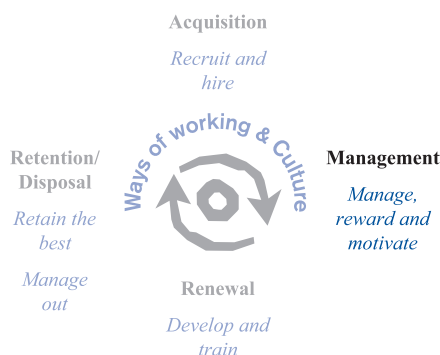 Acquisition
Recruit and
hire
Ways of working & Culture
Retention/
Disposal
Retain the
best
Manage
out
Management
Manage,
reward and
motivate
Renewal
Develop and
train